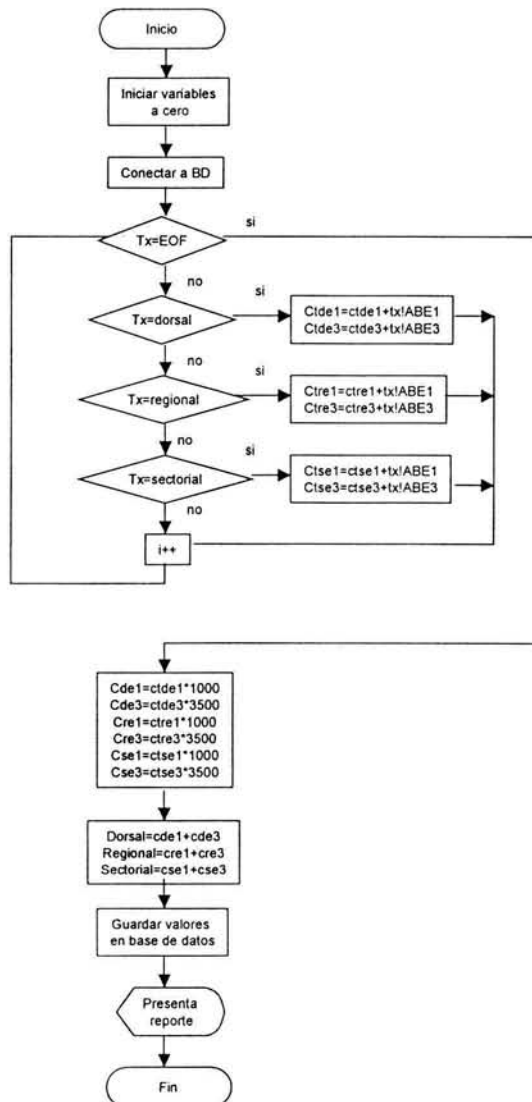 Inicio
Iniciar variables
a cero
Conectar a BD
si
Tx=EOF
no
si
Tx=dorsal
Ctde1=ctde1+tx!ABE1
Ctde3=ctde3+tx!ABE3
no
si
Tx=regional
Ctre1=ctre1+tx!ABE1
Ctre3=ctre3+tx!ABE3
no
si
Tx=sectorial
Ctse1=ctse1+tx!ABE1
Ctse3=ctse3+tx!ABE3
no
i++
Cde1=ctde1*1000
Cde3=ctde3*3500
Cre1=ctre1*1000
Cre3=ctre3*3500
Cse1=ctse1*1000
Cse3=ctse3*3500
Dorsal=cde1+cde3
Regional=cre1+cre3
Sectorial=cse1+cse3
Guardar valores
en base de datos
Presenta
reporte
Fin